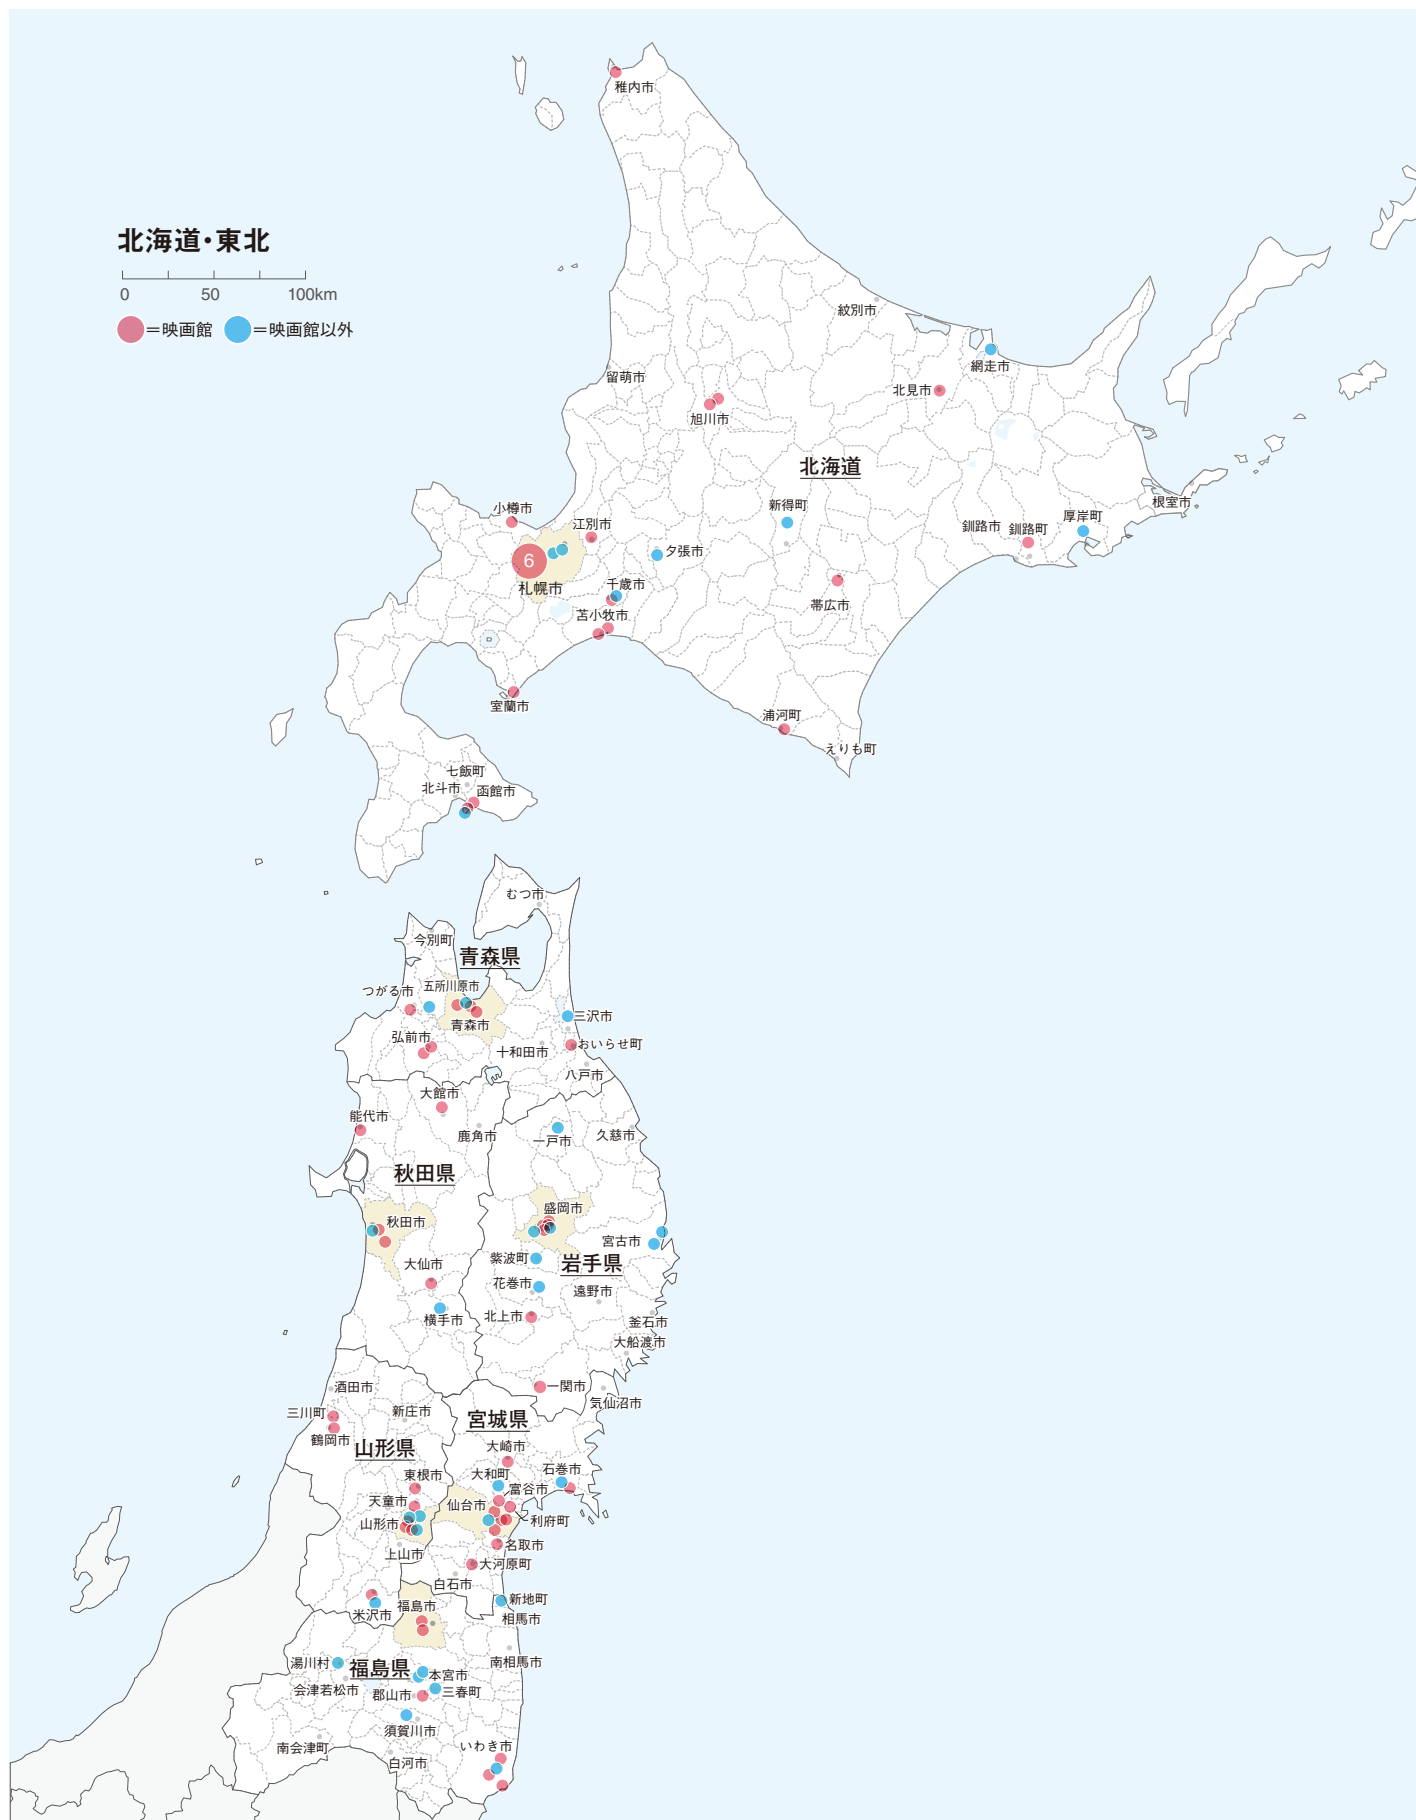 稚内市
北海道・東北
0 50 100km
＝映画館 ＝映画館以外
紋別市
網走市
留萌市
北見市
旭川市
北海道
根室市
新得町
小樽市
厚岸町
江別市
釧路市 釧路町
夕張市
6
札幌市
千歳市
帯広市
苫小牧市
室蘭市
浦河町
えりも町
七飯町
北斗市
函館市
むつ市
今別町
青森県
五所川原市
つがる市
三沢市
青森市
弘前市
おいらせ町
十和田市
八戸市
大館市
能代市
鹿角市
久慈市
一戸市
秋田県
盛岡市
秋田市
宮古市
紫波町
岩手県
大仙市
花巻市
遠野市
北上市
横手市
釜石市
大船渡市
酒田市
一関市
気仙沼市
三川町
新庄市
宮城県
鶴岡市
山形県
大崎市
石巻市
東根市
大和町
富谷市
天童市
仙台市
山形市
利府町
名取市
上山市
大河原町
白石市
新地町
福島市
米沢市
相馬市
湯川村
南相馬市
福島県
本宮市
会津若松市
三春町
郡山市
須賀川市
いわき市
南会津町
白河市